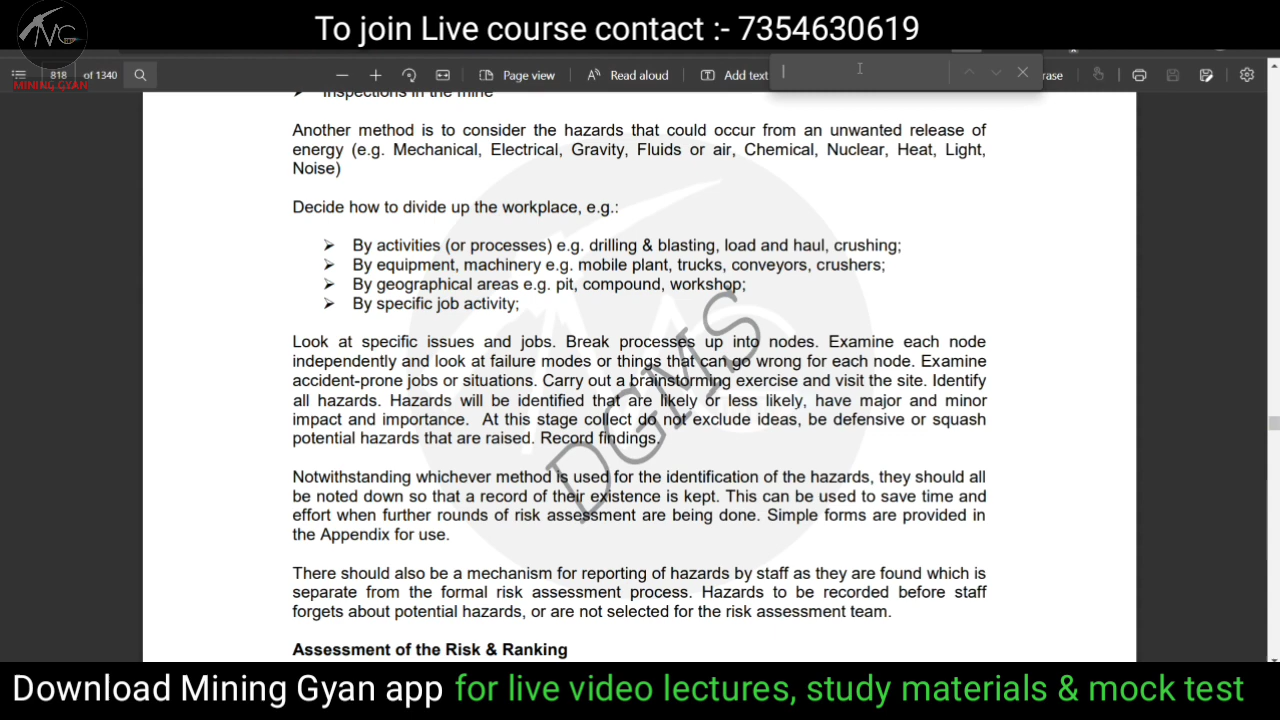 To join Live course contact :- 7354630619
MINING GYAN
818 of 1340
Page view
Read aloud
Add text
rase
Inspections in the mine
Another method is to consider the hazards that could occur from an unwanted release of
energy (e.g. Mechanical, Electrical, Gravity, Fluids or air, Chemical, Nuclear, Heat, Light,
Noise)
Decide how to divide up the workplace, e.g.:
➢ By activities (or processes) e.g. drilling & blasting, load and haul, crushing;
➢ By equipment, machinery e.g. mobile plant, trucks, conveyors, crushers;
➢ By geographical areas e.g. pit, compound, workshop;
➢ By specific job activity;
Look at specific issues and jobs. Break processes up into nodes. Examine each node
independently and look at failure modes or things that can go wrong for each node. Examine
accident-prone jobs or situations. Carry out a brainstorming exercise and visit the site. Identify
all hazards. Hazards will be identified that are likely or less likely, have major and minor
impact and importance. At this stage collect do not exclude ideas, be defensive or squash
potential hazards that are raised. Record findings.
DGMS
Notwithstanding whichever method is used for the identification of the hazards, they should all
be noted down so that a record of their existence is kept. This can be used to save time and
effort when further rounds of risk assessment are being done. Simple forms are provided in
the Appendix for use.
There should also be a mechanism for reporting of hazards by staff as they are found which is
separate from the formal risk assessment process. Hazards to be recorded before staff
forgets about potential hazards, or are not selected for the risk assessment team.
Assessment of the Risk & Ranking
Download Mining Gyan app for live video lectures, study materials & mock test